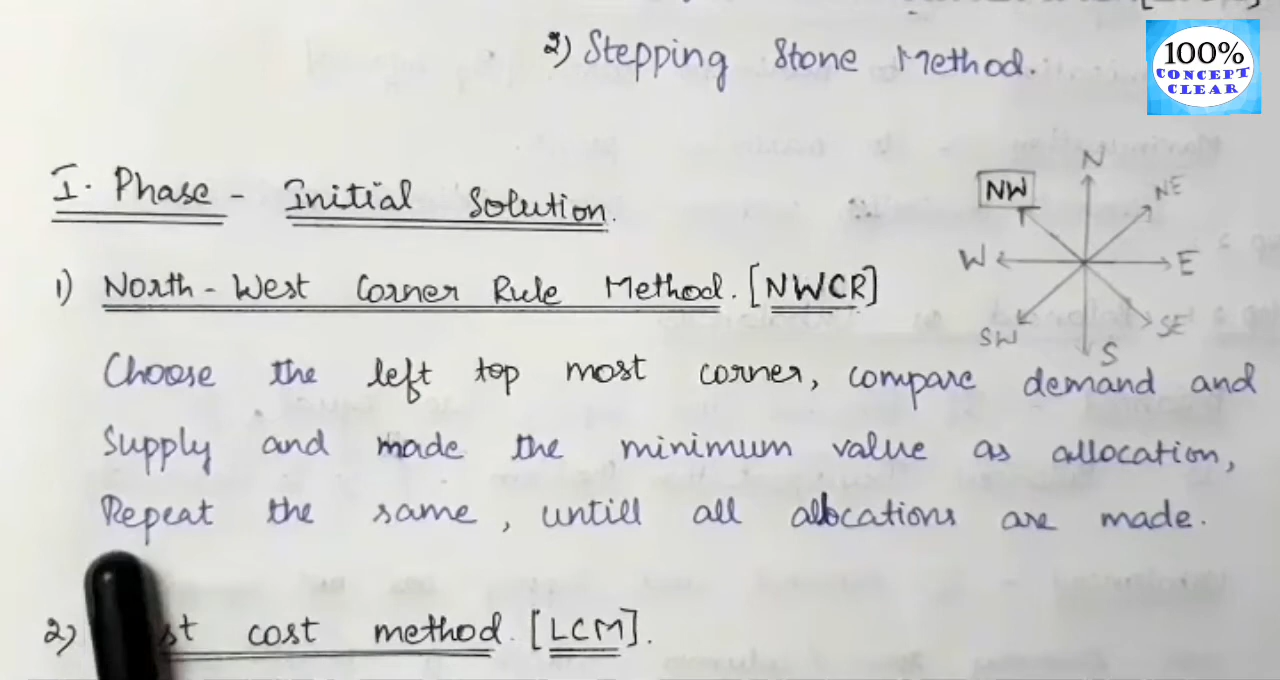 2) Stepping Stone Method.
100%
CONCEPT
CLEAR
I. Phase - Initial Solution.
N
NW
NE
W
E
SW
SE
S
1) North-West Corner Rule Method. [NWCR]
Choose the left top most corner, compare demand and
Supply and made the minimum value as allocation,
Repeat the same, untill all allocations are made.
2) st cost method. [LCM].